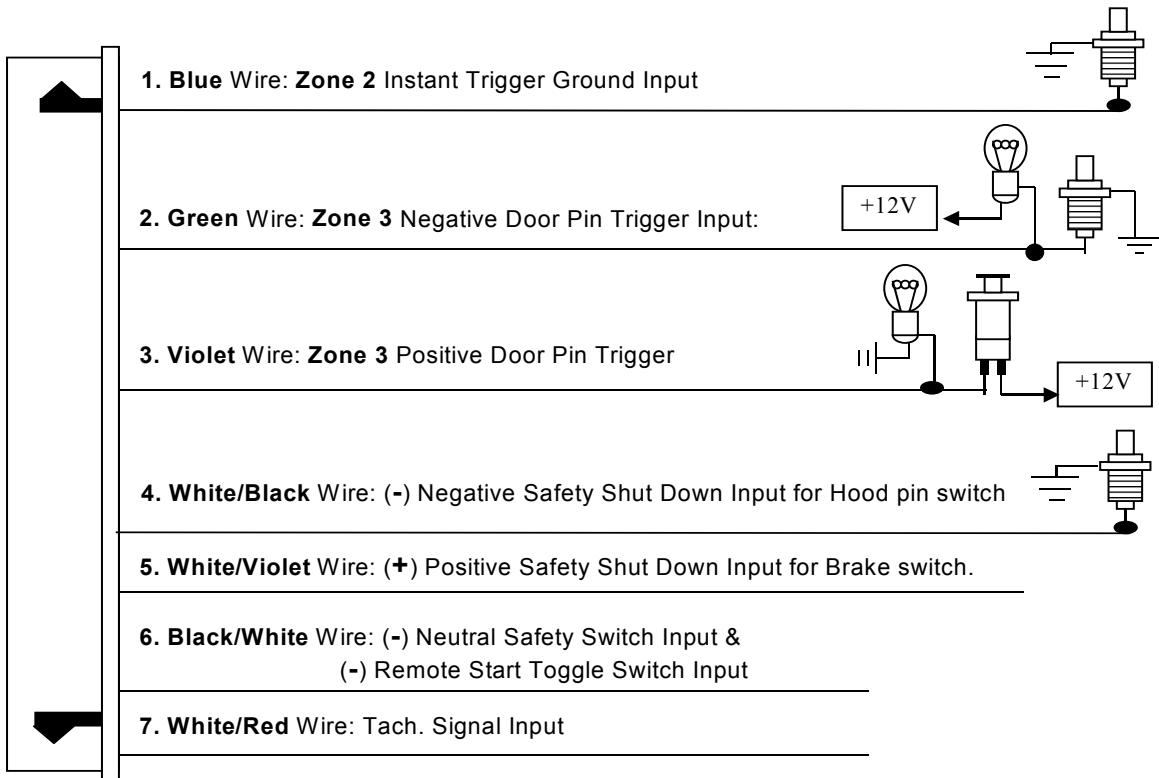 1. Blue Wire: Zone 2 Instant Trigger Ground Input
+12V
2. Green Wire: Zone 3 Negative Door Pin Trigger Input:
3. Violet Wire: Zone 3 Positive Door Pin Trigger
+12V
4. White/Black Wire: (-) Negative Safety Shut Down Input for Hood pin switch
5. White/Violet Wire: (+) Positive Safety Shut Down Input for Brake switch.
6. Black/White Wire: (-) Neutral Safety Switch Input &
(-) Remote Start Toggle Switch Input
7. White/Red Wire: Tach. Signal Input